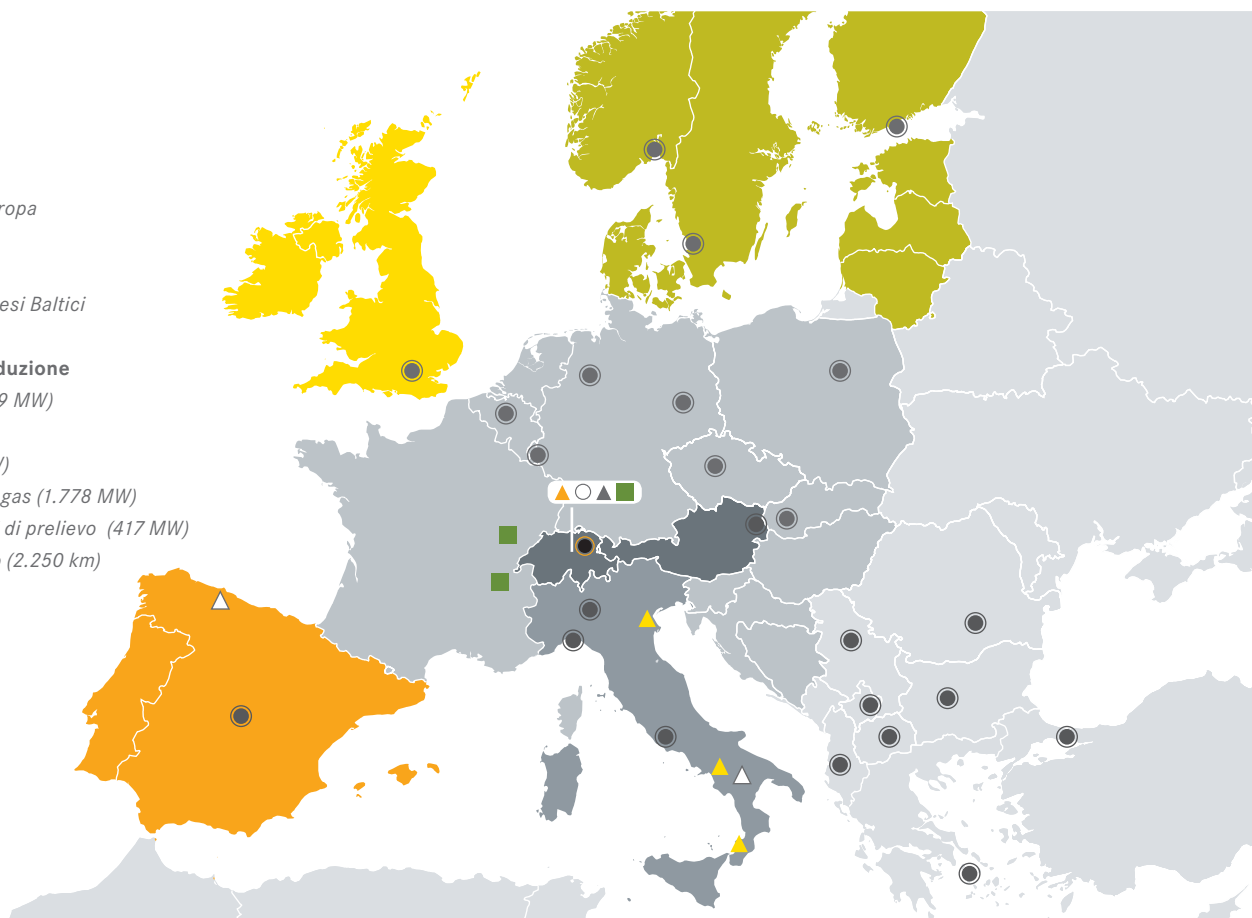 ropa
esi Baltici
duzione
9 MW)
V)
gas (1.778 MW)
di prelievo (417 MW)
o (2.250 km)